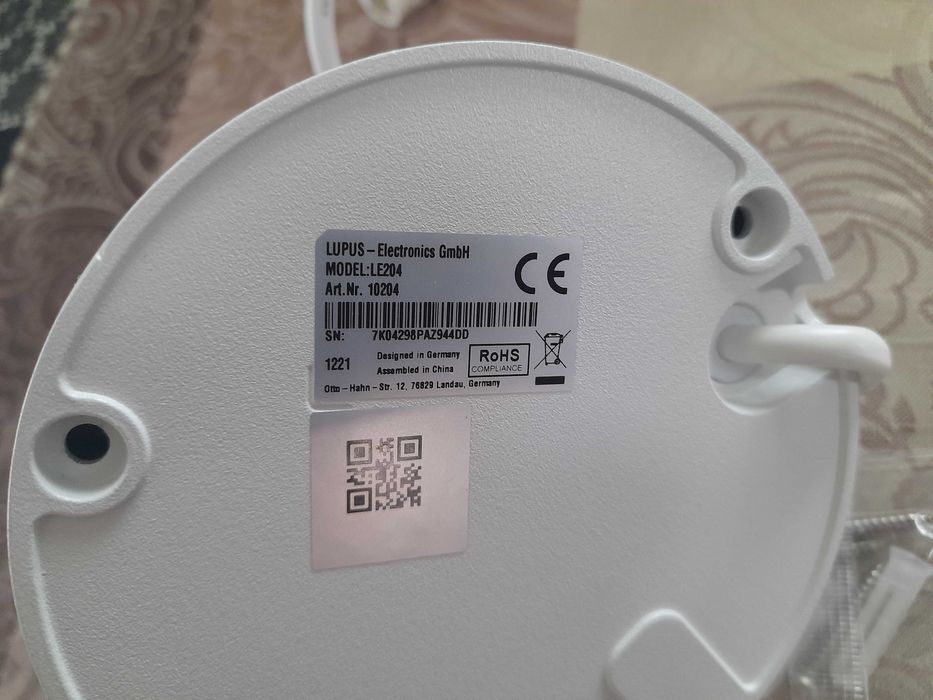 LUPUS – Electronics GmbH
MODEL:LE204
Art.Nr. 10204
CE
SN: 7K04298PAZ944DD
1221
Designed in Germany
Assembled in China
RoHS
COMPLIANCE
Otto – Hahn – Str. 12, 76829 Landau, Germany